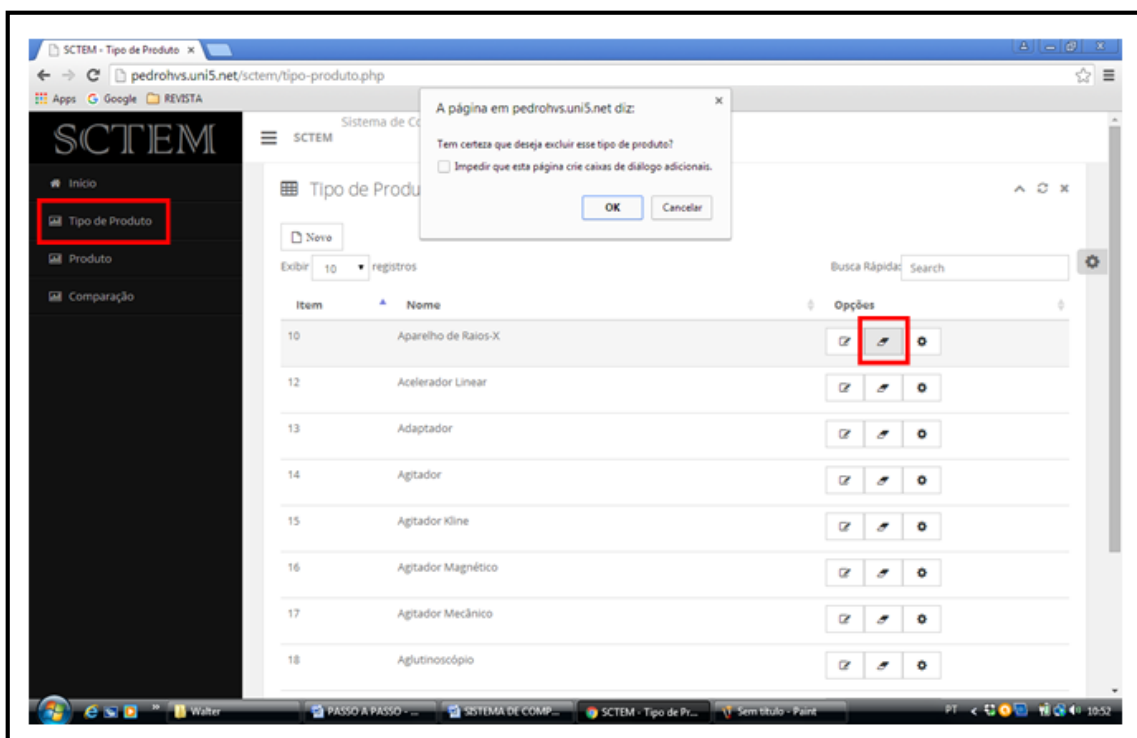 SCTEM - Tipo de Produto
pedrohvs.uni5.net/sctem/tipo-produto.php
Apps Google REVISTA
SCTEM
SCTEM
Sistema de Co
A página em pedrohvs.uni5.net diz:
Tem certeza que deseja excluir esse tipo de produto?
Impedir que esta página crie caixas de diálogo adicionais.
OK Cancelar
Início
Tipo de Produto
Produto
Comparação
Tipo de Produ
Novo
Exibir 10 registros
Busca Rápida: Search
Item Nome Opções
10 Aparelho de Raios-X
12 Acelerador Linear
13 Adaptador
14 Agitador
15 Agitador Kline
16 Agitador Magnético
17 Agitador Mecânico
18 Aglutinoscópio
Walter PASSO A PASSO - ... SISTEMA DE COMP... SCTEM - Tipo de Pr... Sem título - Paint PT 10:52